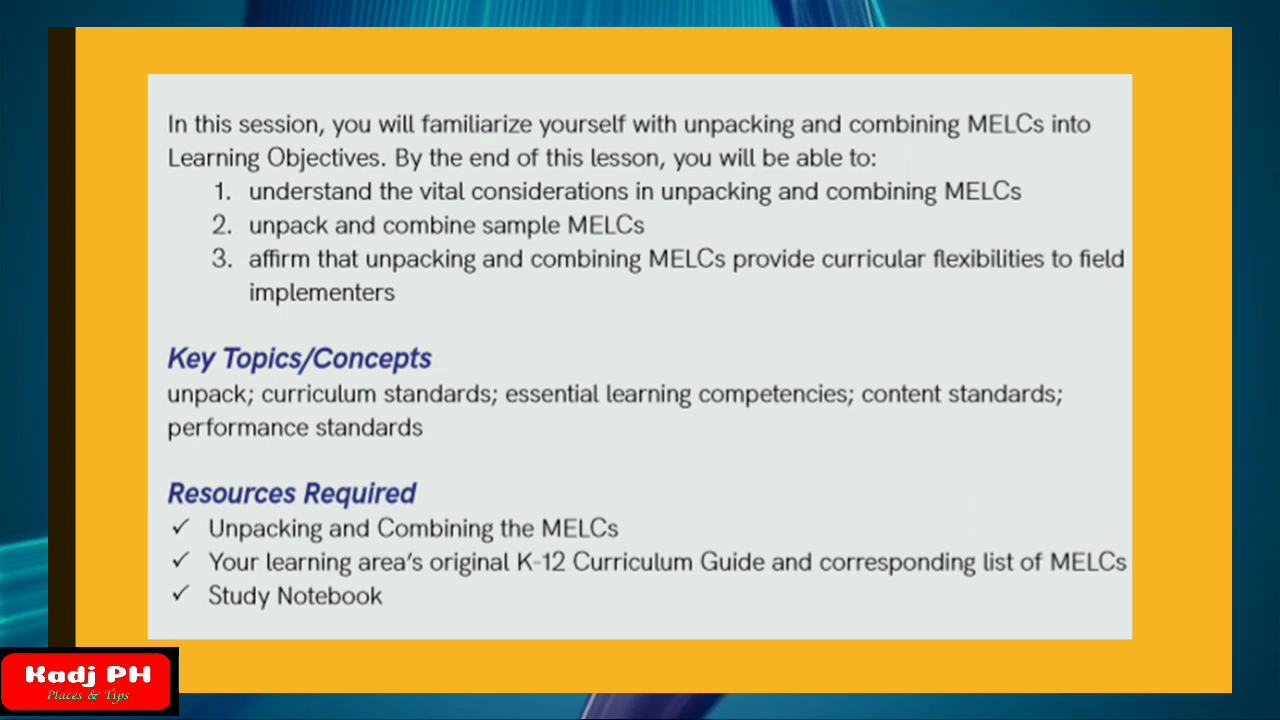 In this session, you will familiarize yourself with unpacking and combining MELCs into
Learning Objectives. By the end of this lesson, you will be able to:
1. understand the vital considerations in unpacking and combining MELCs
2. unpack and combine sample MELCs
3. affirm that unpacking and combining MELCs provide curricular flexibilities to field
implementers
Key Topics/Concepts
unpack; curriculum standards; essential learning competencies; content standards;
performance standards
Resources Required
✓ Unpacking and Combining the MELCs
✓ Your learning area's original K-12 Curriculum Guide and corresponding list of MELCs
✓ Study Notebook
Kadj PH
Places & Tips